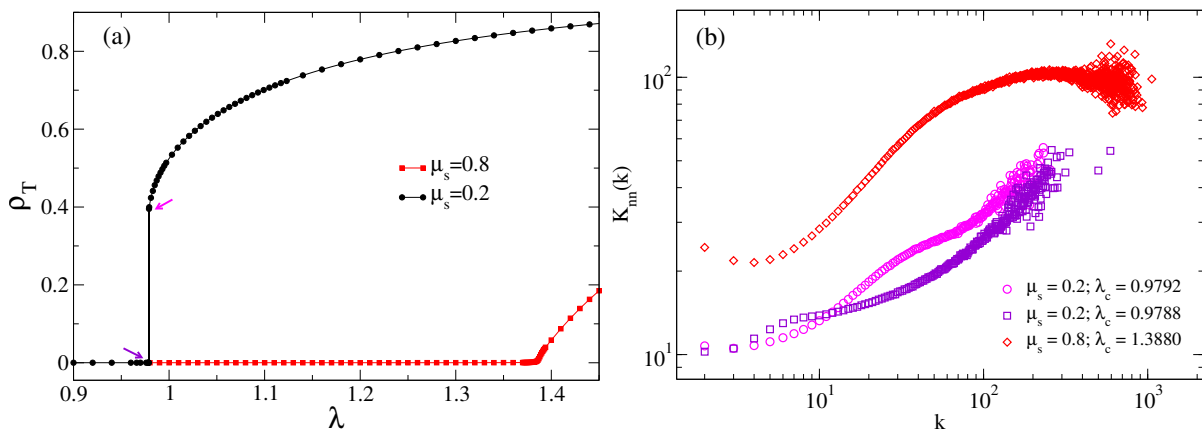 (a)
0.8
0.6
0.4
0.2
0
ρ_T
μ_s=0.8
μ_s=0.2
0.9 1 1.1 1.2 1.3 1.4
λ
(b)
10^2
10^1
K_nn(k)
μ_s = 0.2; λ_c = 0.9792
μ_s = 0.2; λ_c = 0.9788
μ_s = 0.8; λ_c = 1.3880
10^1 10^2 10^3
k